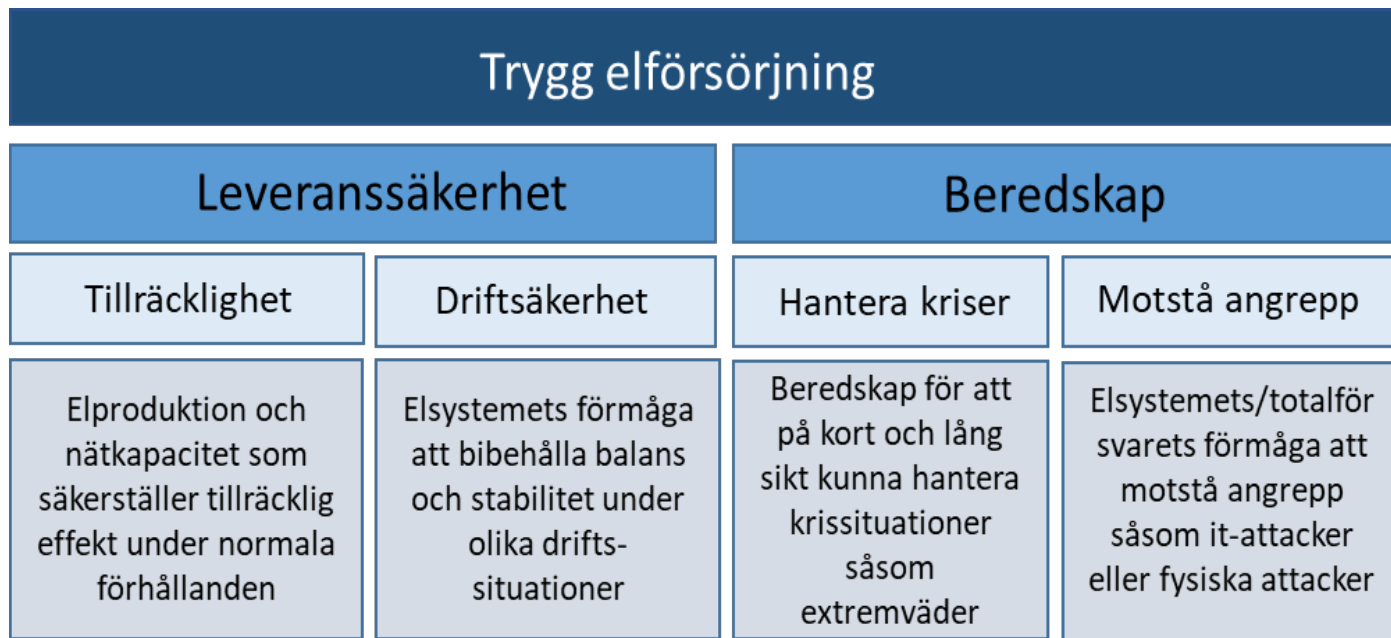 Trygg elförsörjning
Leveranssäkerhet
Beredskap
Tillräcklighet
Driftsäkerhet
Hantera kriser
Motstå angrepp
Elproduktion och
nätkapacitet som
säkerställer tillräcklig
effekt under normala
förhållanden
Elsystemets förmåga
att bibehålla balans
och stabilitet under
olika drifts-
situationer
Beredskap för att
på kort och lång
sikt kunna hantera
krissituationer
såsom
extremväder
Elsystemets/totalför
svarets förmåga att
motstå angrepp
såsom it-attacker
eller fysiska attacker